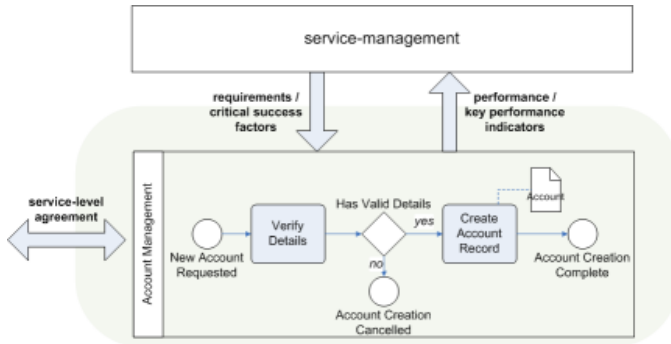 service-management
requirements /
critical success
factors
performance /
key performance
indicators
service-level
agreement
Account Management
New Account
Requested
Verify
Details
Has Valid Details
yes
no
Create
Account
Record
Account
Account Creation
Complete
Account Creation
Cancelled